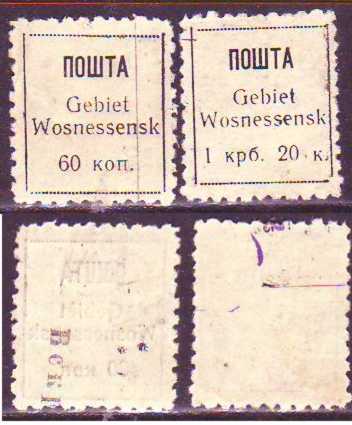 ПОШТА
Gebiet
Wosnessensk
60 коп.
ПОШТА
Gebiet
Wosnessensk
1 крб. 20 к.